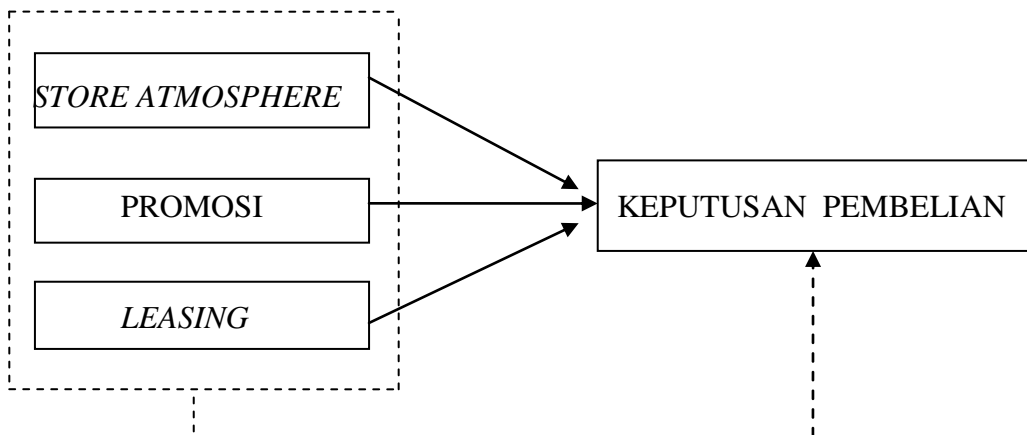 STORE ATMOSPHERE
PROMOSI
KEPUTUSAN PEMBELIAN
LEASING